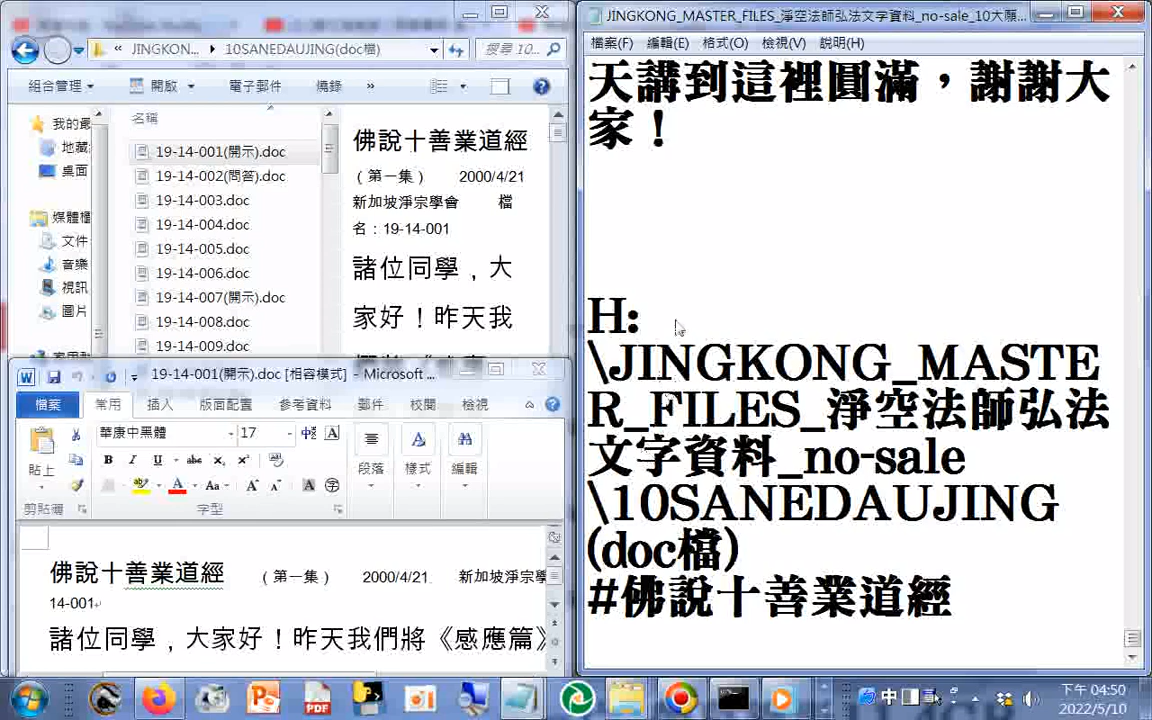 JINGKON...
10SANEDAUJING(doc檔)
搜尋 10...
組合管理
開啟
電子郵件
燒錄
»
我的最
地藏
桌面
媒體櫃
文件
音樂
視訊
圖片
名稱
19-14-001(開示).doc
19-14-002(問答).doc
19-14-003.doc
19-14-004.doc
19-14-005.doc
19-14-006.doc
19-14-007(開示).doc
19-14-008.doc
19-14-009.doc
佛說十善業道經
（第一集） 2000/4/21
新加坡淨宗學會 檔
名：19-14-001
諸位同學，大
家好！昨天我
19-14-001(開示).doc [相容模式] - Microsoft ...
檔案
常用
插入
版面配置
參考資料
郵件
校閱
檢視
貼上
華康中黑體
17
段落
樣式
編輯
剪貼簿
字型
佛說十善業道經 （第一集） 2000/4/21 新加坡淨宗學
14-001
諸位同學，大家好！昨天我們將《感應篇》
JINGKONG_MASTER_FILES_淨空法師弘法文字資料_no-sale_10大願...
檔案(F) 編輯(E) 格式(O) 檢視(V) 說明(H)
天講到這裡圓滿，謝謝大
家！
H:
\JINGKONG_MASTE
R_FILES_淨空法師弘法
文字資料_no-sale
\10SANEDAUJING
(doc檔)
#佛說十善業道經
中
下午 04:50
2022/5/10